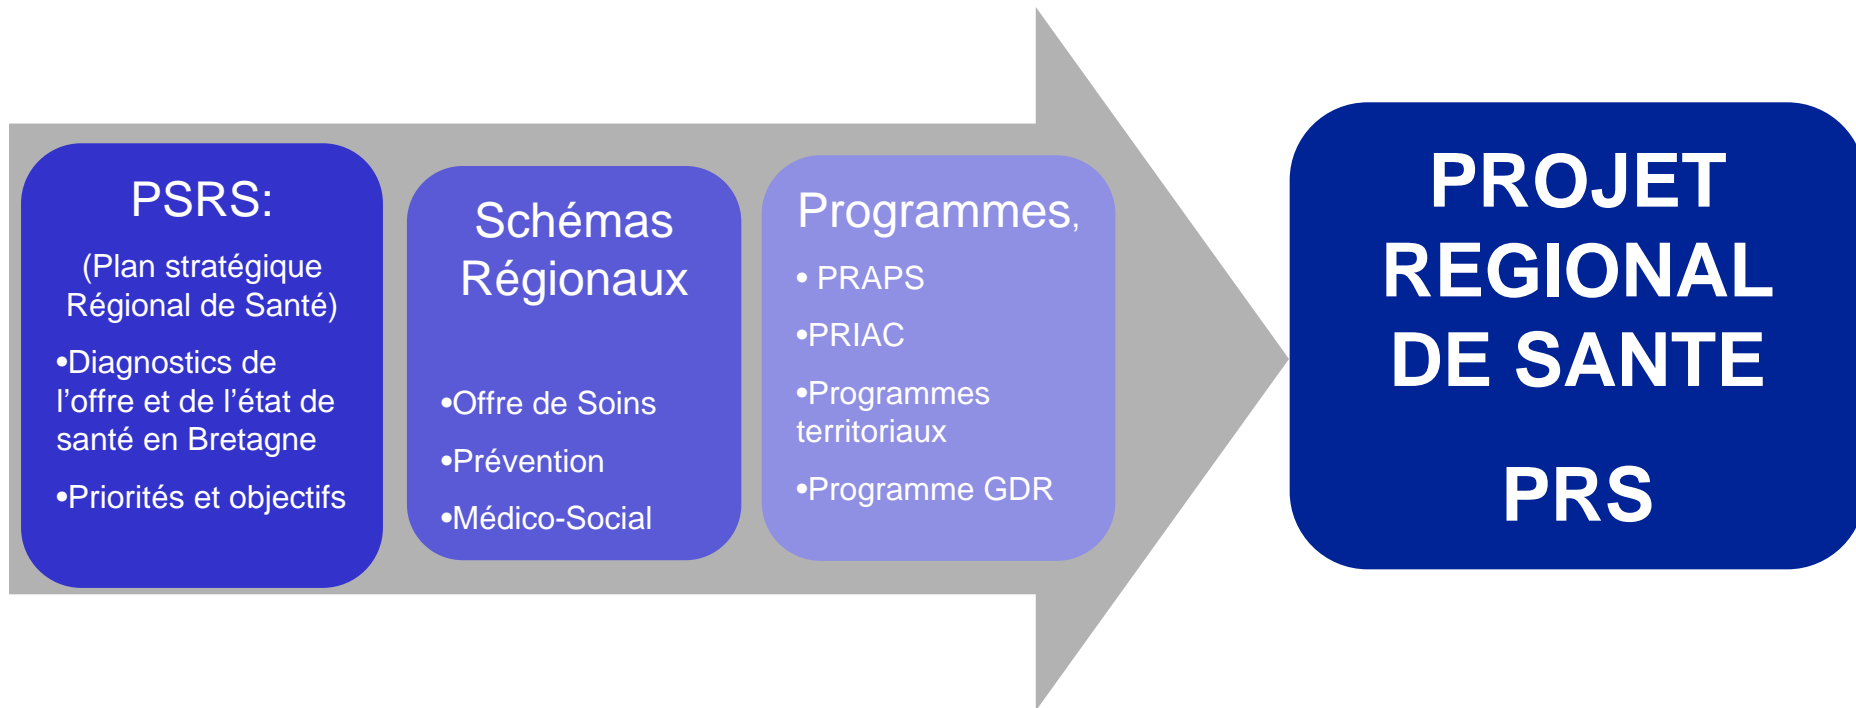 PSRS:
(Plan stratégique
Régional de Santé)
•Diagnostics de
l’offre et de l’état de
santé en Bretagne
•Priorités et objectifs
Schémas
Régionaux
•Offre de Soins
•Prévention
•Médico-Social
Programmes,
• PRAPS
•PRIAC
•Programmes
territoriaux
•Programme GDR
PROJET
REGIONAL
DE SANTE
PRS